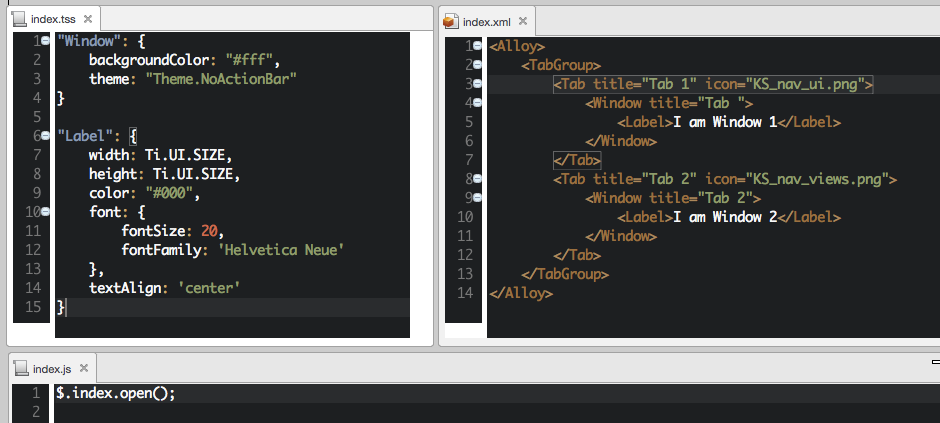 index.tss
1 "Window": {
2     backgroundColor: "#fff",
3     theme: "Theme.NoActionBar"
4 }
5
6 "Label": {
7     width: Ti.UI.SIZE,
8     height: Ti.UI.SIZE,
9     color: "#000",
10     font: {
11         fontSize: 20,
12         fontFamily: 'Helvetica Neue'
13     },
14     textAlign: 'center'
15 }
index.xml
1 <Alloy>
2     <TabGroup>
3         <Tab title="Tab 1" icon="KS_nav_ui.png">
4             <Window title="Tab ">
5                 <Label>I am Window 1</Label>
6             </Window>
7         </Tab>
8         <Tab title="Tab 2" icon="KS_nav_views.png">
9             <Window title="Tab 2">
10                 <Label>I am Window 2</Label>
11             </Window>
12         </Tab>
13     </TabGroup>
14 </Alloy>
index.js
1 $.index.open();
2